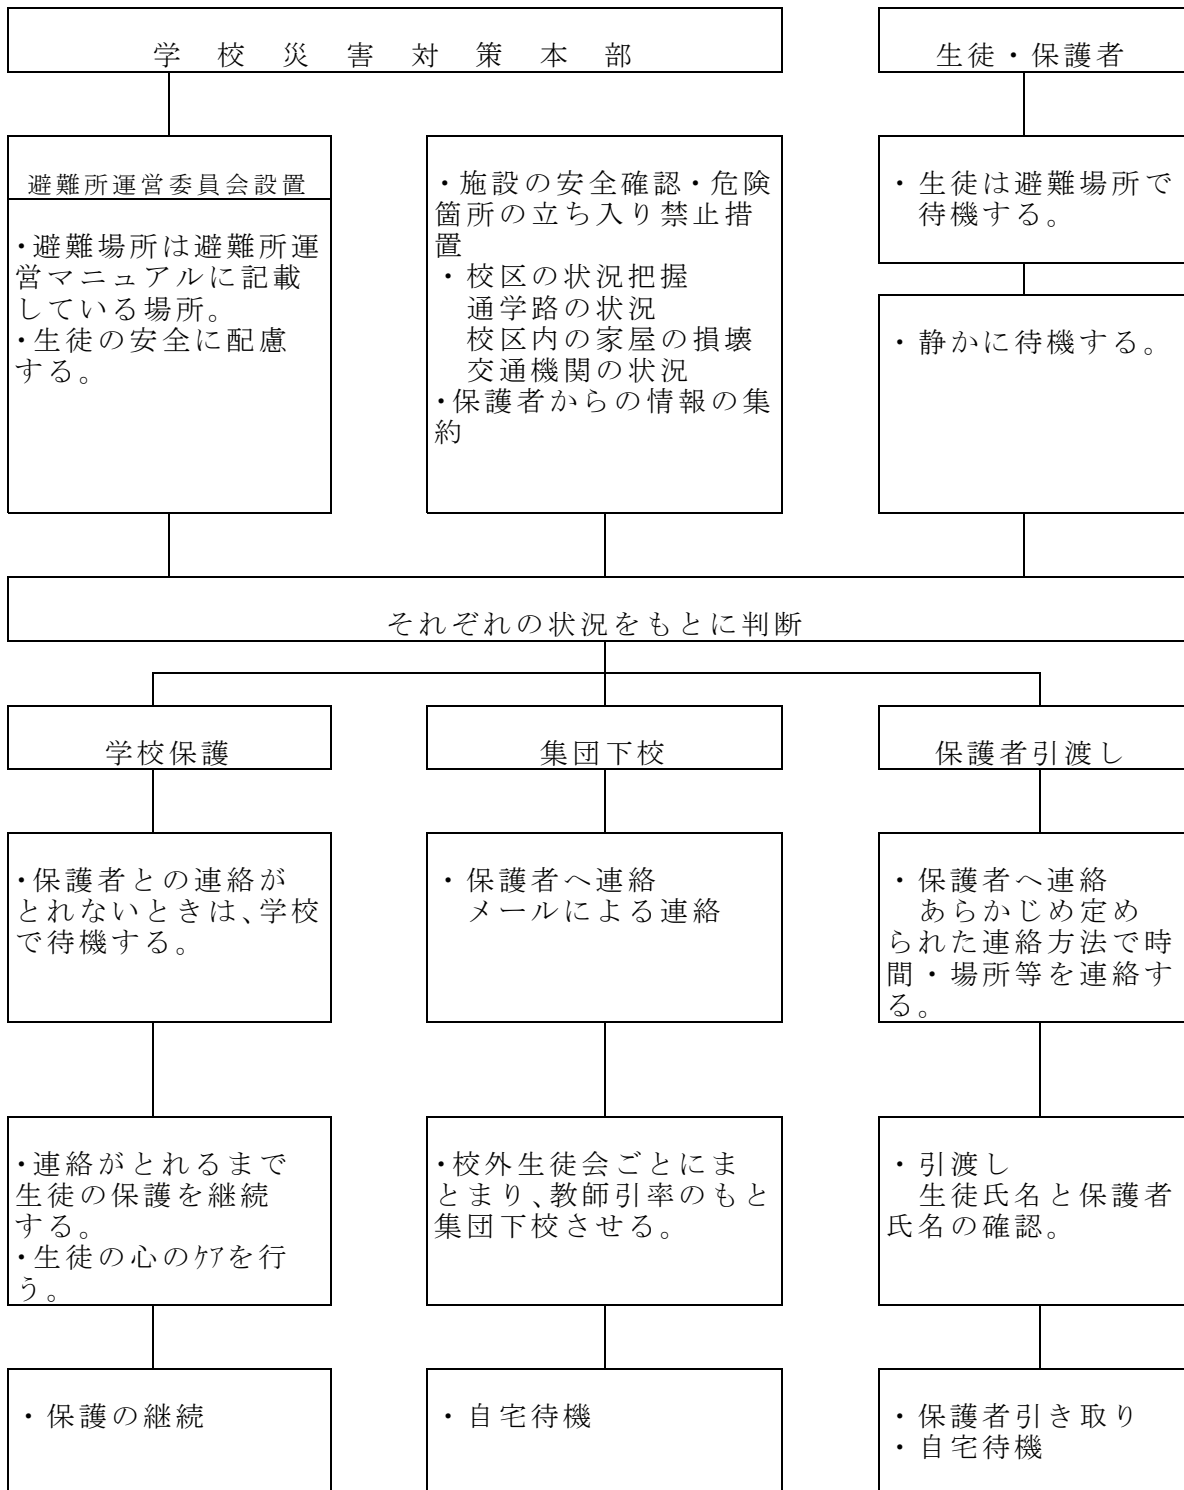 学校災害対策本部
生徒・保護者
避難所運営委員会設置
・避難場所は避難所運
営マニュアルに記載
している場所。
・生徒の安全に配慮
する。
・施設の安全確認・危険
箇所の立ち入り禁止措
置
・校区の状況把握
通学路の状況
校区内の家屋の損壊
交通機関の状況
・保護者からの情報の集
約
・生徒は避難場所で
待機する。
・静かに待機する。
それぞれの状況をもとに判断
学校保護
集団下校
保護者引渡し
・保護者との連絡が
とれないときは、学校
で待機する。
・保護者へ連絡
メールによる連絡
・保護者へ連絡
あらかじめ定め
られた連絡方法で時
間・場所等を連絡す
る。
・連絡がとれるまで
生徒の保護を継続
する。
・生徒の心のｹｱを行
う。
・校外生徒会ごとにま
とまり、教師引率のもと
集団下校させる。
・引渡し
生徒氏名と保護者
氏名の確認。
・保護の継続
・自宅待機
・保護者引き取り
・自宅待機